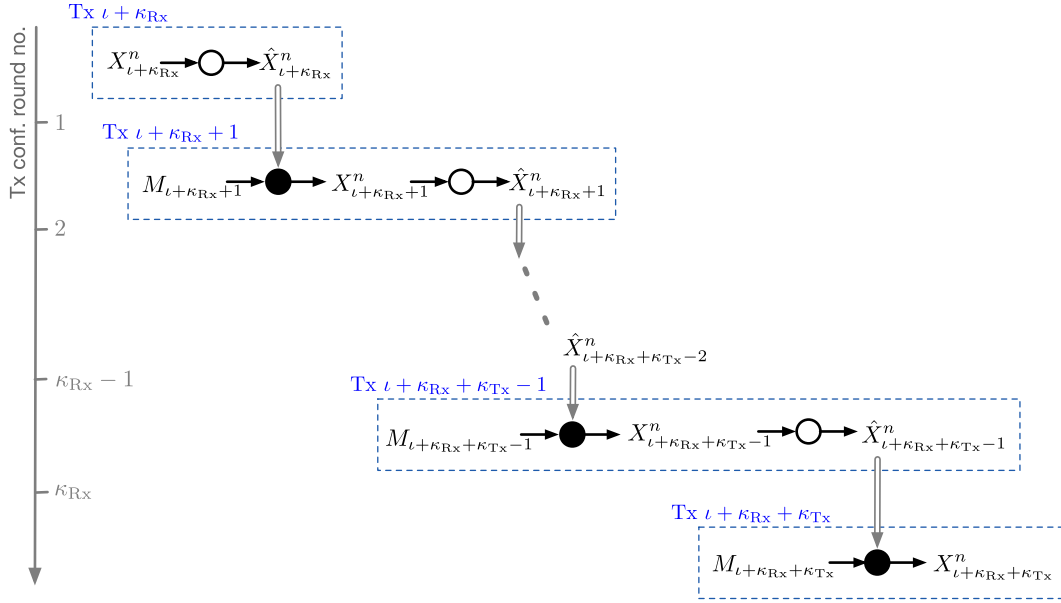 Tx conf. round no.
Tx ι + κ_Rx
X^n_{ι+κ_Rx} X̂^n_{ι+κ_Rx}
1
Tx ι + κ_Rx + 1
M_{ι+κ_Rx+1} X^n_{ι+κ_Rx+1} X̂^n_{ι+κ_Rx+1}
2
X̂^n_{ι+κ_Rx+κ_Tx−2}
κ_Rx − 1
Tx ι + κ_Rx + κ_Tx − 1
M_{ι+κ_Rx+κ_Tx−1} X^n_{ι+κ_Rx+κ_Tx−1} X̂^n_{ι+κ_Rx+κ_Tx−1}
κ_Rx
Tx ι + κ_Rx + κ_Tx
M_{ι+κ_Rx+κ_Tx} X^n_{ι+κ_Rx+κ_Tx}